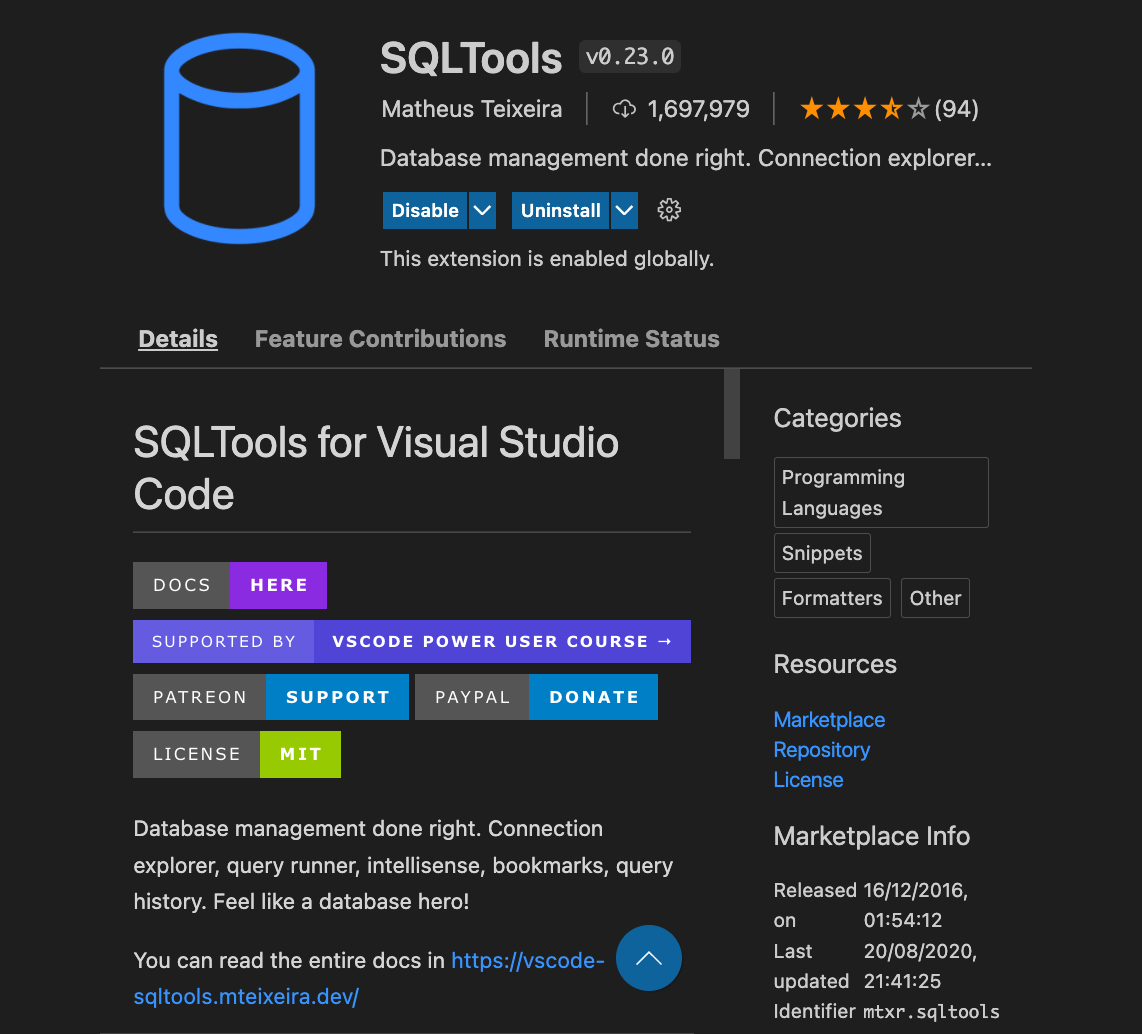 SQLTools v0.23.0
Matheus Teixeira 1,697,979 (94)
Database management done right. Connection explorer...
Disable Uninstall
This extension is enabled globally.
Details Feature Contributions Runtime Status
SQLTools for Visual Studio
Code
DOCS HERE
SUPPORTED BY VSCODE POWER USER COURSE →
PATREON SUPPORT PAYPAL DONATE
LICENSE MIT
Database management done right. Connection
explorer, query runner, intellisense, bookmarks, query
history. Feel like a database hero!
You can read the entire docs in https://vscode-
sqltools.mteixeira.dev/
Categories
Programming
Languages
Snippets
Formatters Other
Resources
Marketplace
Repository
License
Marketplace Info
Released 16/12/2016,
on 01:54:12
Last 20/08/2020,
updated 21:41:25
Identifier mtxr.sqltools